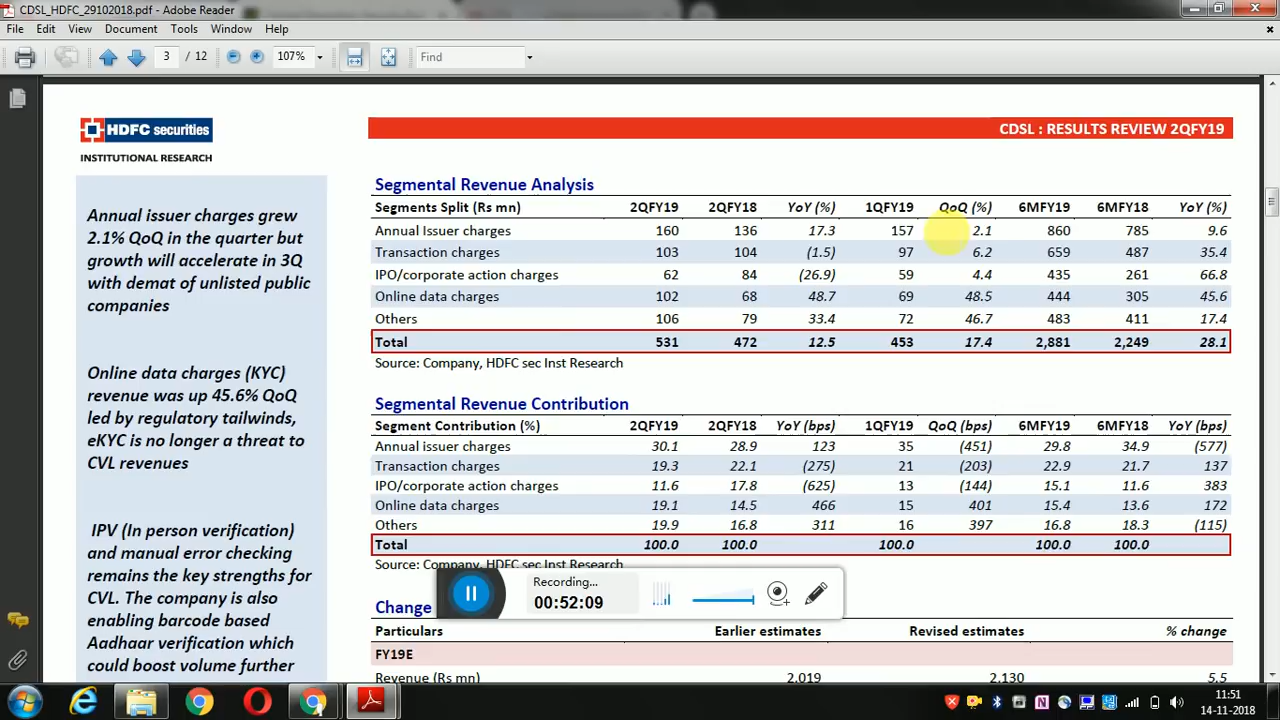 CDSL_HDFC_29102018.pdf - Adobe Reader
File Edit View Document Tools Window Help
3 / 12 107% Find
HDFC securities
INSTITUTIONAL RESEARCH
CDSL : RESULTS REVIEW 2QFY19
Annual issuer charges grew
2.1% QoQ in the quarter but
growth will accelerate in 3Q
with demat of unlisted public
companies
Online data charges (KYC)
revenue was up 45.6% QoQ
led by regulatory tailwinds,
eKYC is no longer a threat to
CVL revenues
IPV (In person verification)
and manual error checking
remains the key strengths for
CVL. The company is also
enabling barcode based
Aadhaar verification which
could boost volume further
Segmental Revenue Analysis
Segments Split (Rs mn) 2QFY19 2QFY18 YoY (%) 1QFY19 QoQ (%) 6MFY19 6MFY18 YoY (%)
Annual Issuer charges 160 136 17.3 157 2.1 860 785 9.6
Transaction charges 103 104 (1.5) 97 6.2 659 487 35.4
IPO/corporate action charges 62 84 (26.9) 59 4.4 435 261 66.8
Online data charges 102 68 48.7 69 48.5 444 305 45.6
Others 106 79 33.4 72 46.7 483 411 17.4
Total 531 472 12.5 453 17.4 2,881 2,249 28.1
Source: Company, HDFC sec Inst Research
Segmental Revenue Contribution
Segment Contribution (%) 2QFY19 2QFY18 YoY (bps) 1QFY19 QoQ (bps) 6MFY19 6MFY18 YoY (bps)
Annual issuer charges 30.1 28.9 123 35 (451) 29.8 34.9 (577)
Transaction charges 19.3 22.1 (275) 21 (203) 22.9 21.7 137
IPO/corporate action charges 11.6 17.8 (625) 13 (144) 15.1 11.6 383
Online data charges 19.1 14.5 466 15 401 15.4 13.6 172
Others 19.9 16.8 311 16 397 16.8 18.3 (115)
Total 100.0 100.0 100.0 100.0 100.0
Source: Company, HDFC sec Inst Research
Change
Particulars Earlier estimates Revised estimates % change
FY19E
Revenue (Rs mn) 2,019 2,130 5.5
Recording...
00:52:09
11:51
14-11-2018